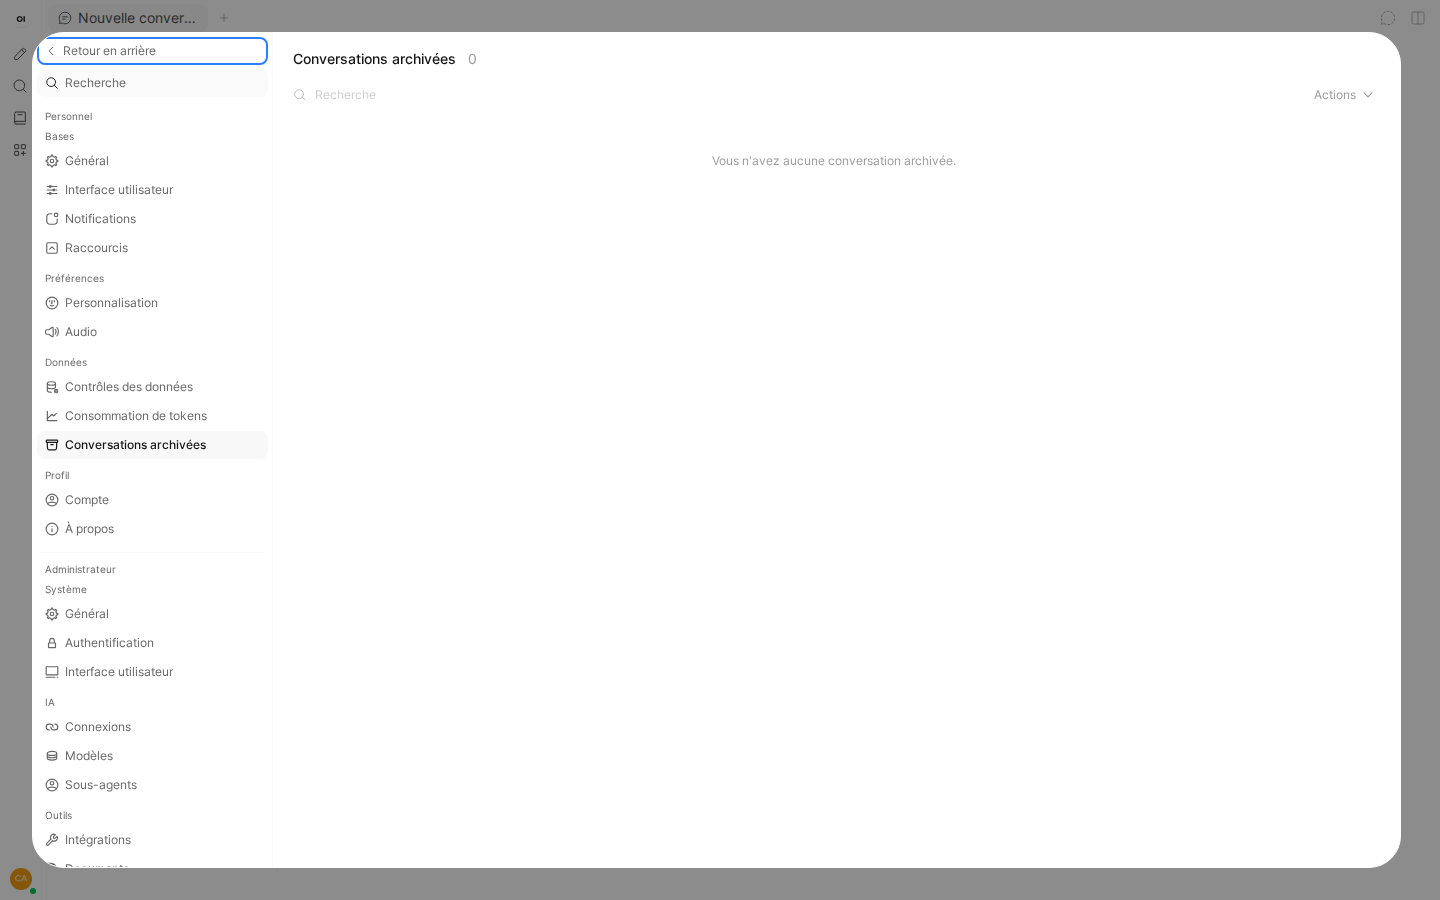 OI
Nouvelle conver...
Retour en arrière
Recherche
Personnel
Bases
Général
Interface utilisateur
Notifications
Raccourcis
Préférences
Personnalisation
Audio
Données
Contrôles des données
Consommation de tokens
Conversations archivées
Profil
Compte
À propos
Administrateur
Système
Général
Authentification
Interface utilisateur
IA
Connexions
Modèles
Sous-agents
Outils
Intégrations
CA
Conversations archivées 0
Recherche
Actions
Vous n'avez aucune conversation archivée.